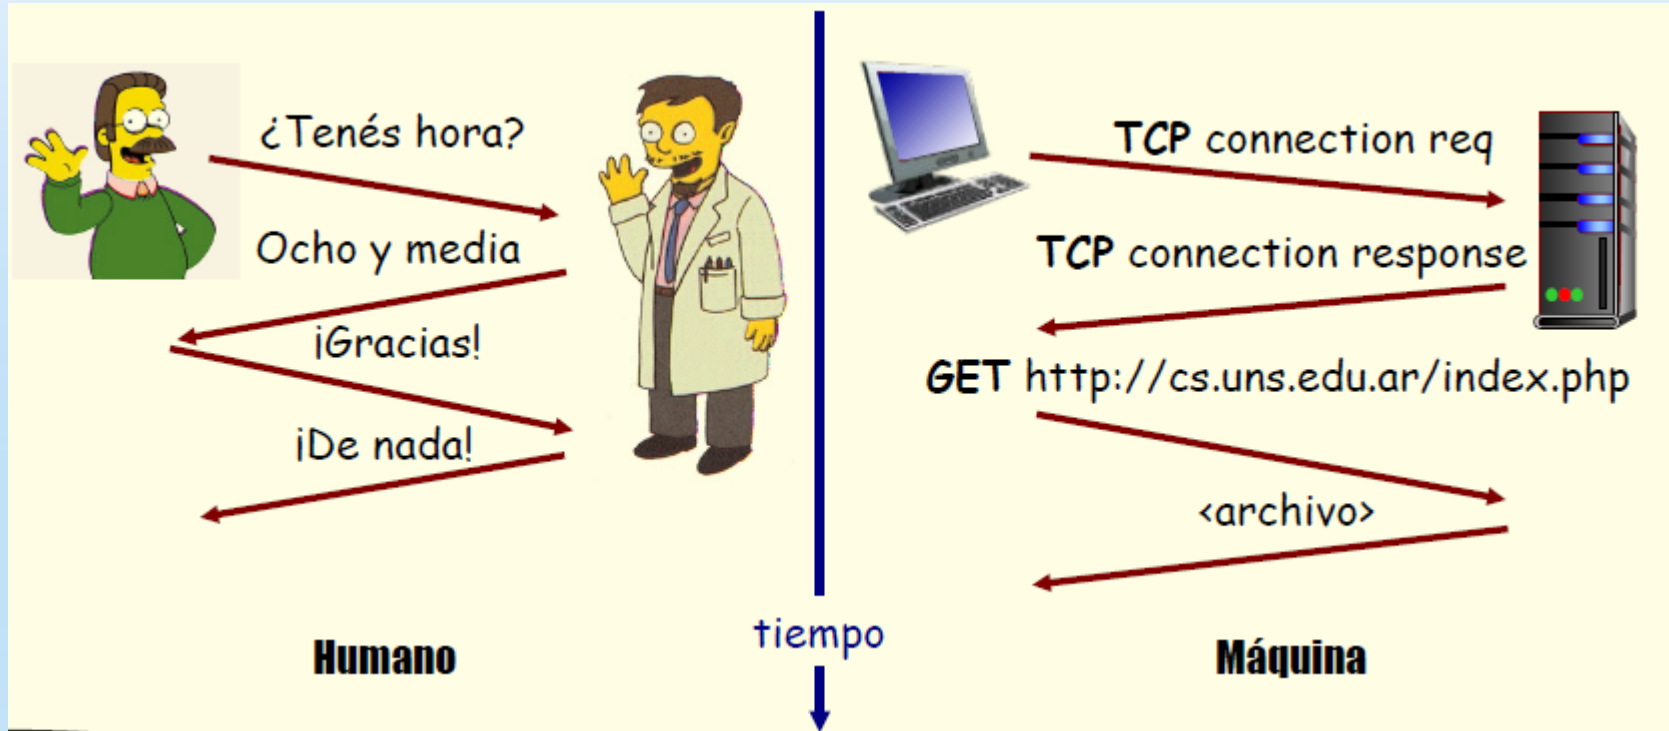 ¿Tenés hora?
Ocho y media
¡Gracias!
¡De nada!
Humano
tiempo
TCP connection req
TCP connection response
GET http://cs.uns.edu.ar/index.php
<archivo>
Máquina